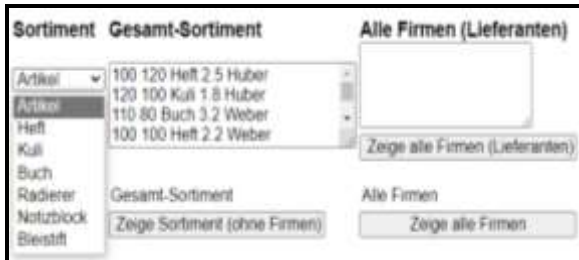 Sortiment Gesamt-Sortiment Alle Firmen (Lieferanten)
Artikel
100 120 Heft 2.5 Huber
120 100 Kuli 1.8 Huber
110 80 Buch 3.2 Weber
100 100 Heft 2.2 Weber
Artikel
Heft
Kuli
Buch
Radierer
Notizblock
Bleistift
Zeige alle Firmen (Lieferanten)
Gesamt-Sortiment Alle Firmen
Zeige Sortiment (ohne Firmen) Zeige alle Firmen